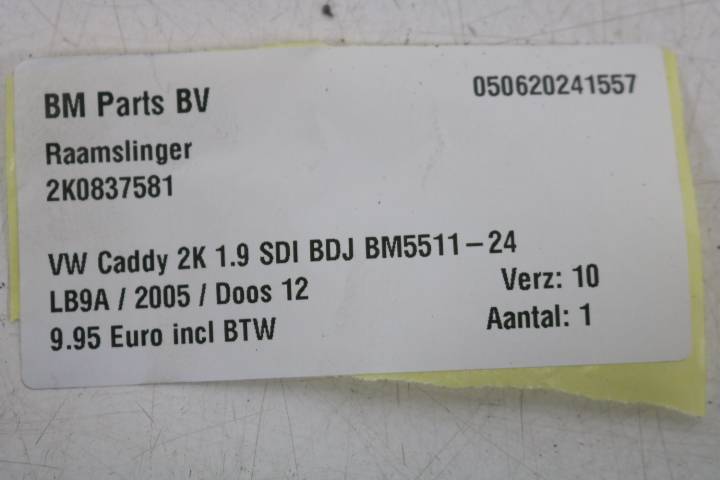 BM Parts BV
050620241557
Raamslinger
2K0837581
VW Caddy 2K 1.9 SDI BDJ BM5511-24
LB9A / 2005 / Doos 12
Verz: 10
9.95 Euro incl BTW
Aantal: 1